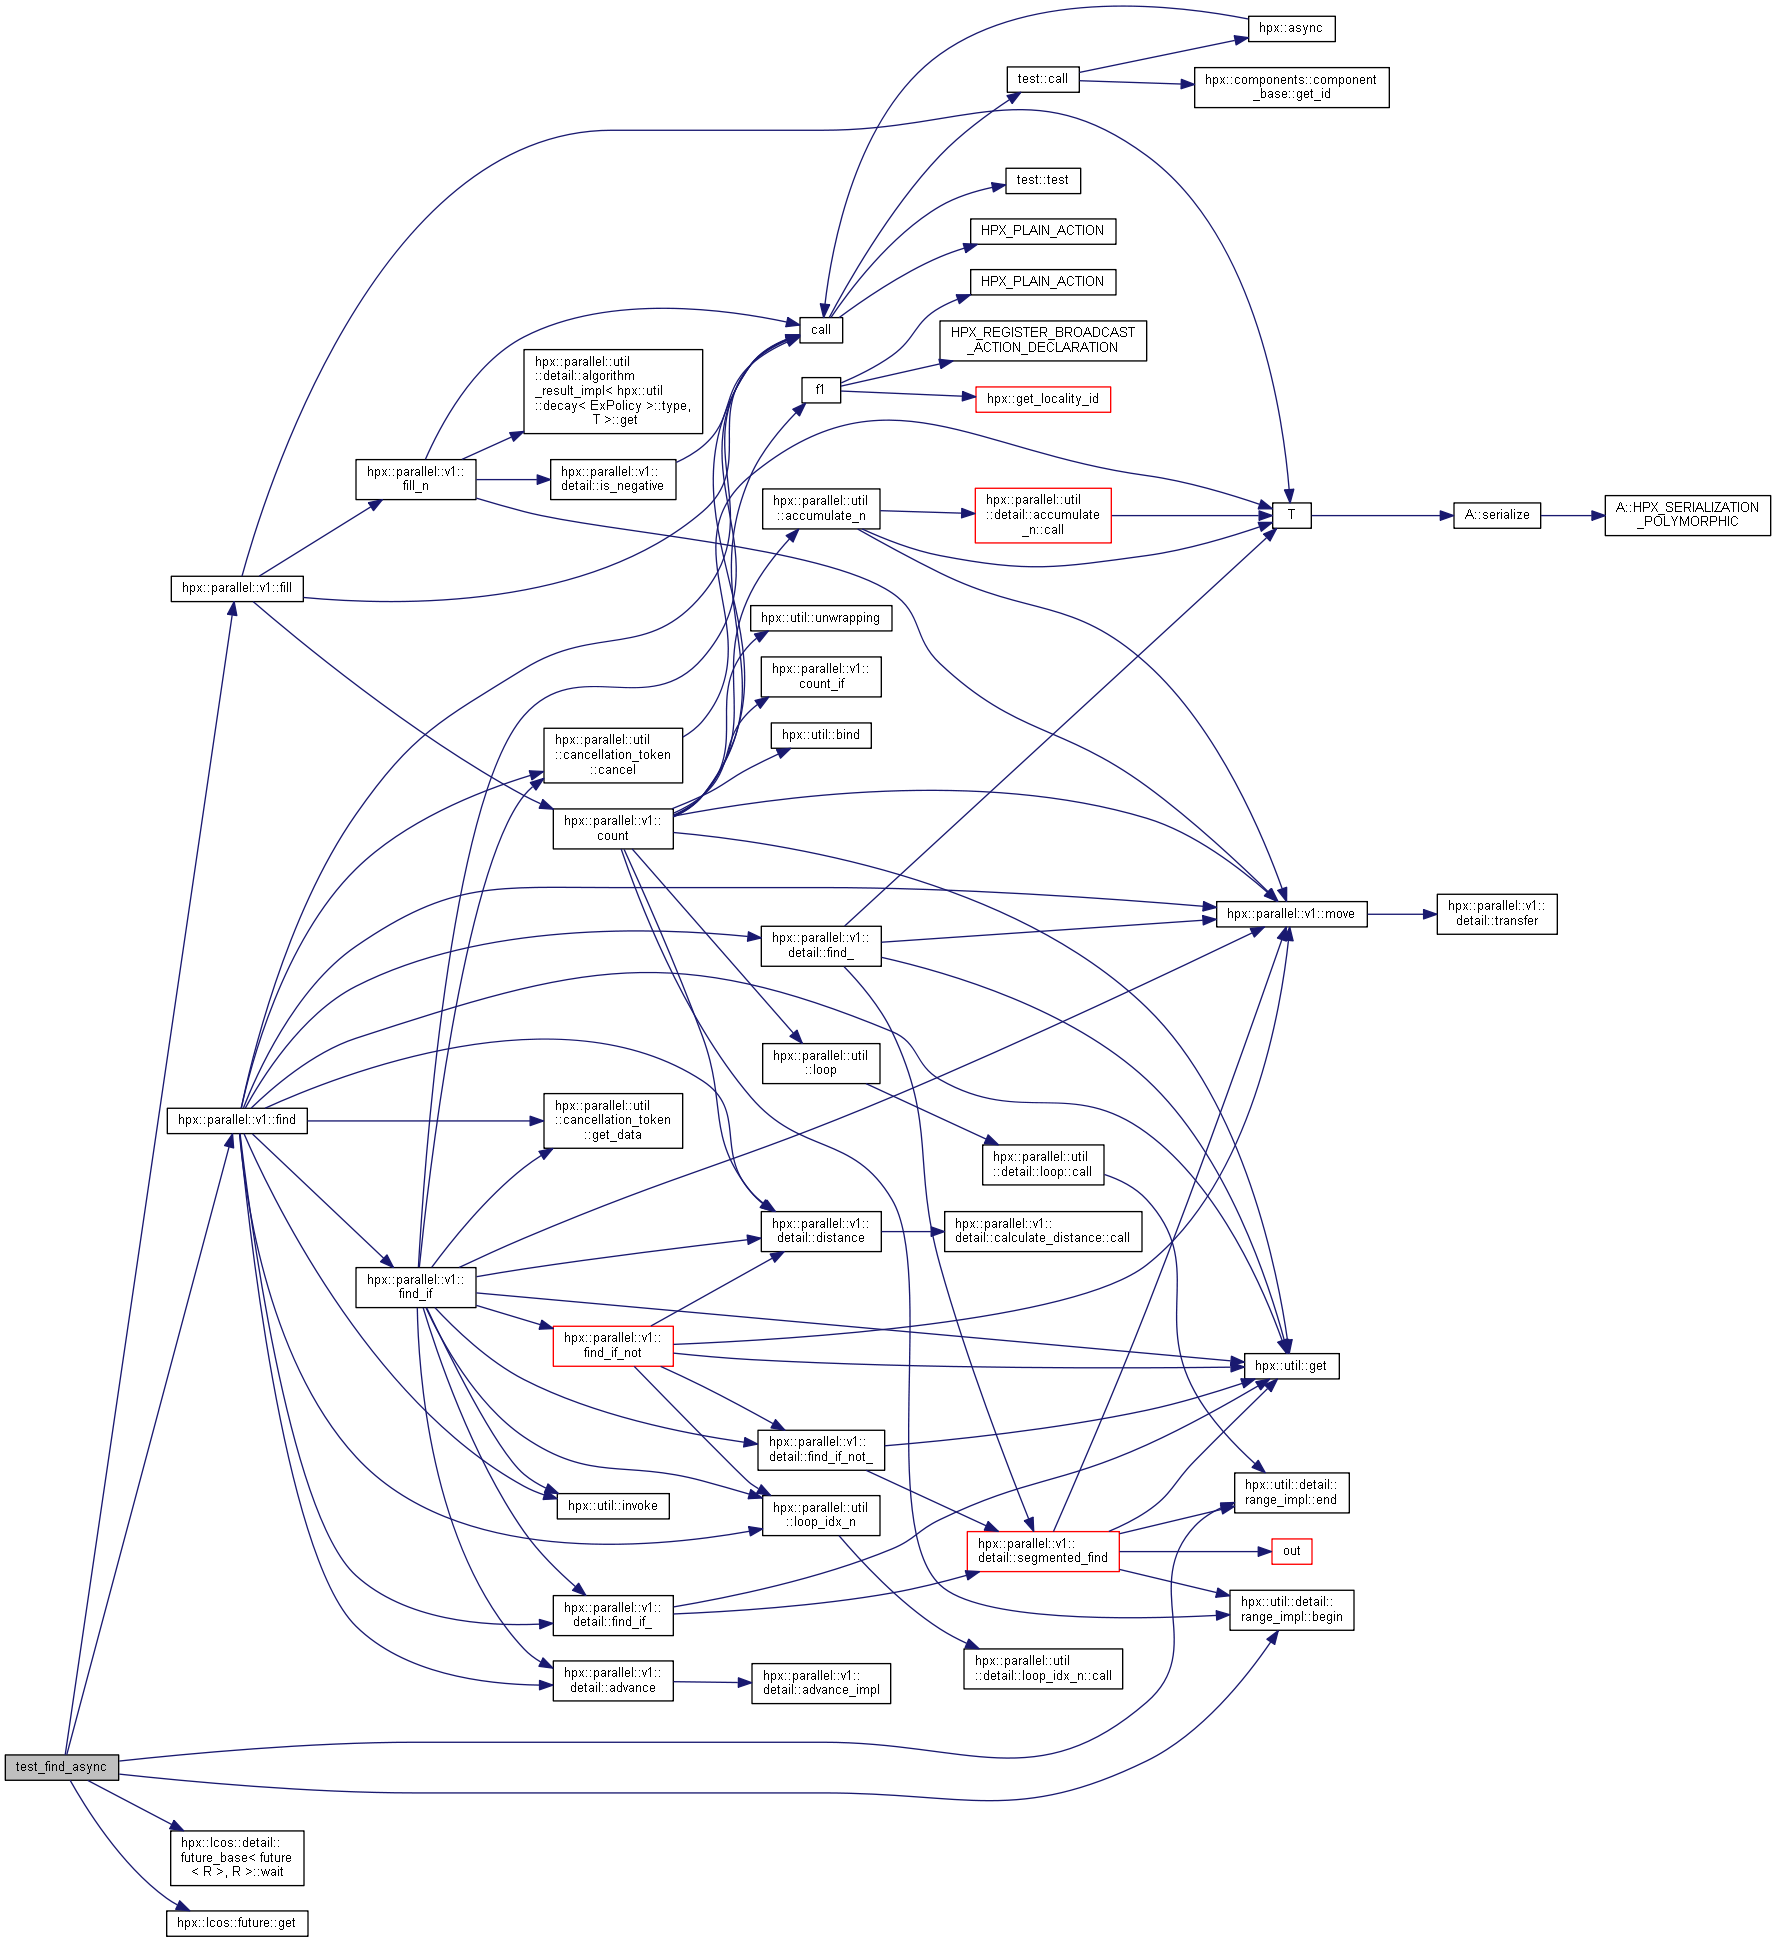 hpx::async
test::call
hpx::components::component
_base::get_id
test::test
HPX_PLAIN_ACTION
HPX_PLAIN_ACTION
call
HPX_REGISTER_BROADCAST
_ACTION_DECLARATION
hpx::parallel::util
::detail::algorithm
_result_impl< hpx::util
::decay< ExPolicy >::type,
T >::get
f1
hpx::get_locality_id
hpx::parallel::v1::
fill_n
hpx::parallel::v1::
detail::is_negative
hpx::parallel::util
::accumulate_n
hpx::parallel::util
::detail::accumulate
_n::call
T
A::serialize
A::HPX_SERIALIZATION
_POLYMORPHIC
hpx::parallel::v1::fill
hpx::util::unwrapping
hpx::parallel::v1::
count_if
hpx::util::bind
hpx::parallel::util
::cancellation_token
::cancel
hpx::parallel::v1::
count
hpx::parallel::v1::move
hpx::parallel::v1::
detail::transfer
hpx::parallel::v1::
detail::find_
hpx::parallel::util
::loop
hpx::parallel::v1::find
hpx::parallel::util
::cancellation_token
::get_data
hpx::parallel::util
::detail::loop::call
hpx::parallel::v1::
detail::distance
hpx::parallel::v1::
detail::calculate_distance::call
hpx::parallel::v1::
find_if
hpx::parallel::v1::
find_if_not
hpx::util::get
hpx::parallel::v1::
detail::find_if_not_
hpx::util::invoke
hpx::parallel::util
::loop_idx_n
hpx::util::detail::
range_impl::end
hpx::parallel::v1::
detail::segmented_find
out
hpx::parallel::v1::
detail::find_if_
hpx::util::detail::
range_impl::begin
hpx::parallel::v1::
detail::advance
hpx::parallel::v1::
detail::advance_impl
hpx::parallel::util
::detail::loop_idx_n::call
test_find_async
hpx::lcos::detail::
future_base< future
< R >, R >::wait
hpx::lcos::future::get